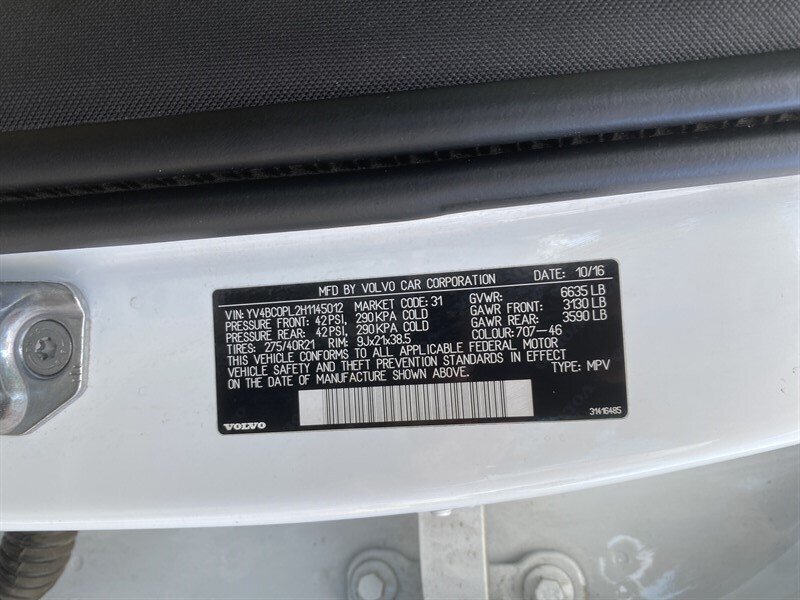 MFD BY VOLVO CAR CORPORATION DATE: 10/16
VIN: YV4BC0PL2H1145012 MARKET CODE: 31 GVWR: 6635 LB
PRESSURE FRONT: 42PSI, 290KPA COLD GAWR FRONT: 3130 LB
PRESSURE REAR: 42PSI, 290KPA COLD GAWR REAR: 3590 LB
TIRES: 275/40R21 RIM: 9Jx21x38.5 COLOUR: 707-46
THIS VEHICLE CONFORMS TO ALL APPLICABLE FEDERAL MOTOR
VEHICLE SAFETY AND THEFT PREVENTION STANDARDS IN EFFECT
ON THE DATE OF MANUFACTURE SHOWN ABOVE. TYPE: MPV
VOLVO 31416485